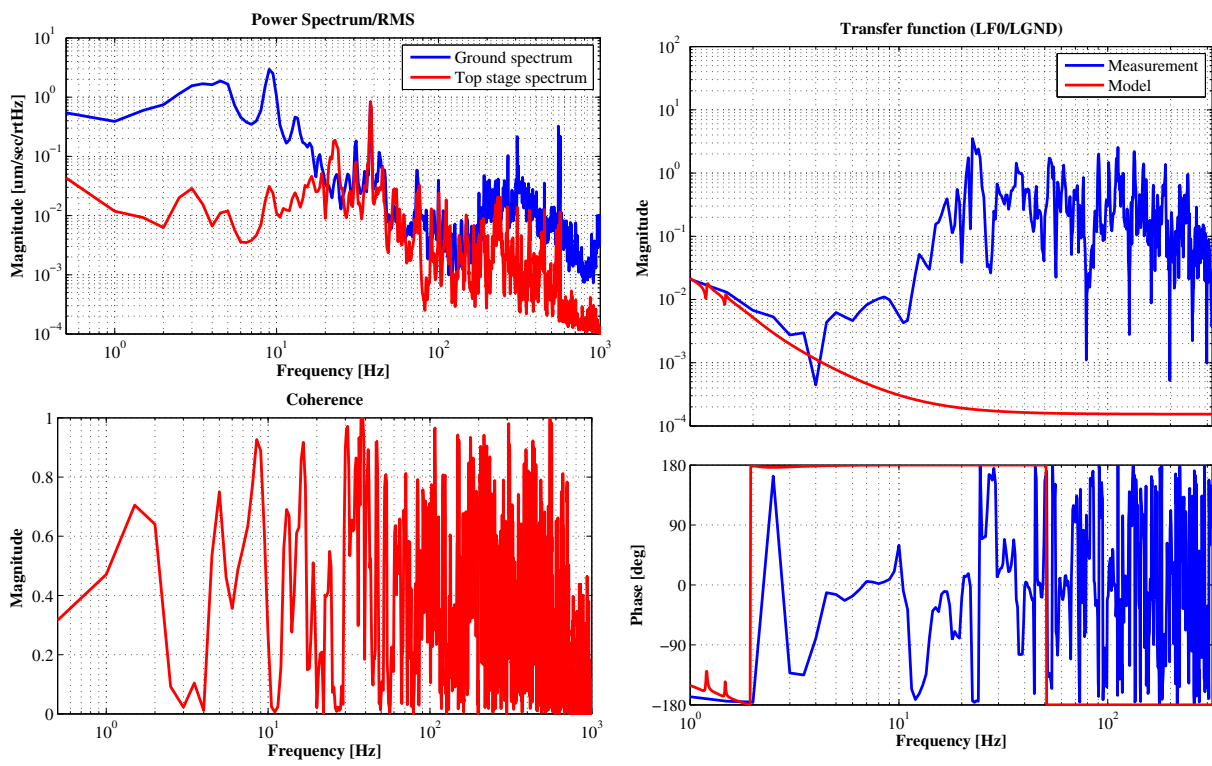 Power Spectrum/RMS
10^1
10^0
10^-1
10^-2
10^-3
10^-4
Magnitude [um/sec/rtHz]
Ground spectrum
Top stage spectrum
10^0 10^1 10^2 10^3
Frequency [Hz]
Coherence
1
0.8
0.6
0.4
0.2
0
Magnitude
10^0 10^1 10^2 10^3
Frequency [Hz]
Transfer function (LF0/LGND)
10^2
10^1
10^0
10^-1
10^-2
10^-3
10^-4
Magnitude
Measurement
Model
180
90
0
−90
−180
Phase [deg]
10^0 10^1 10^2
Frequency [Hz]